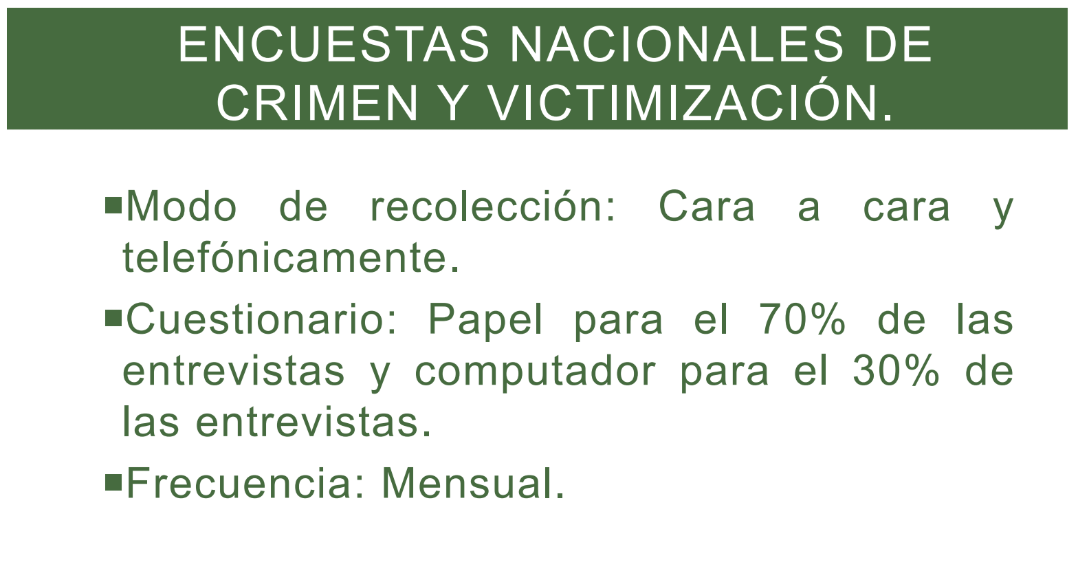 ENCUESTAS NACIONALES DE
CRIMEN Y VICTIMIZACIÓN.
▪Modo de recolección: Cara a cara y
telefónicamente.
▪Cuestionario: Papel para el 70% de las
entrevistas y computador para el 30% de
las entrevistas.
▪Frecuencia: Mensual.